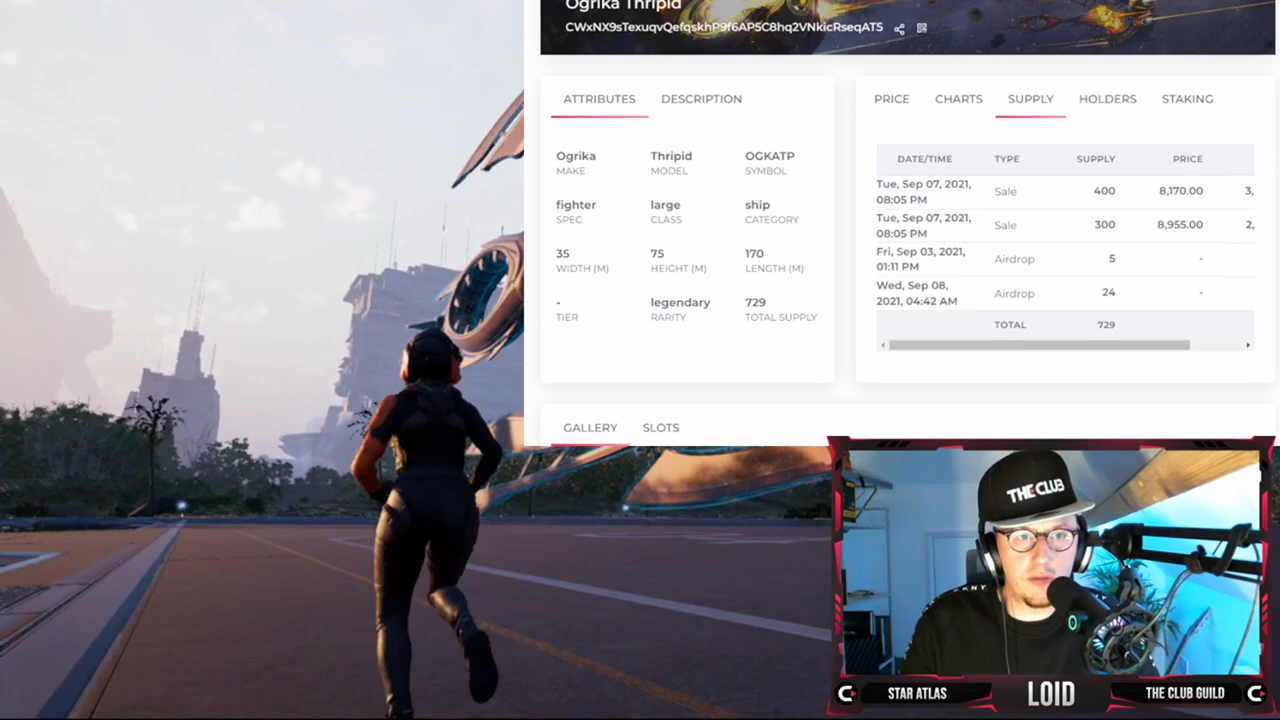 Ogrika Thripid
CWxNX9sTexuqvQefqskhP9f6AP5C8hq2VNkicRseqAT5
ATTRIBUTES DESCRIPTION
Ogrika Thripid OGKATP
MAKE MODEL SYMBOL
fighter large ship
SPEC CLASS CATEGORY
35 75 170
WIDTH (M) HEIGHT (M) LENGTH (M)
- legendary 729
TIER RARITY TOTAL SUPPLY
PRICE CHARTS SUPPLY HOLDERS STAKING
DATE/TIME TYPE SUPPLY PRICE
Tue, Sep 07, 2021,
08:05 PM Sale 400 8,170.00 3,
Tue, Sep 07, 2021,
08:05 PM Sale 300 8,955.00 2,
Fri, Sep 03, 2021,
01:11 PM Airdrop 5 -
Wed, Sep 08,
2021, 04:42 AM Airdrop 24 -
TOTAL 729
GALLERY SLOTS
THE CLUB
STAR ATLAS LOID THE CLUB GUILD